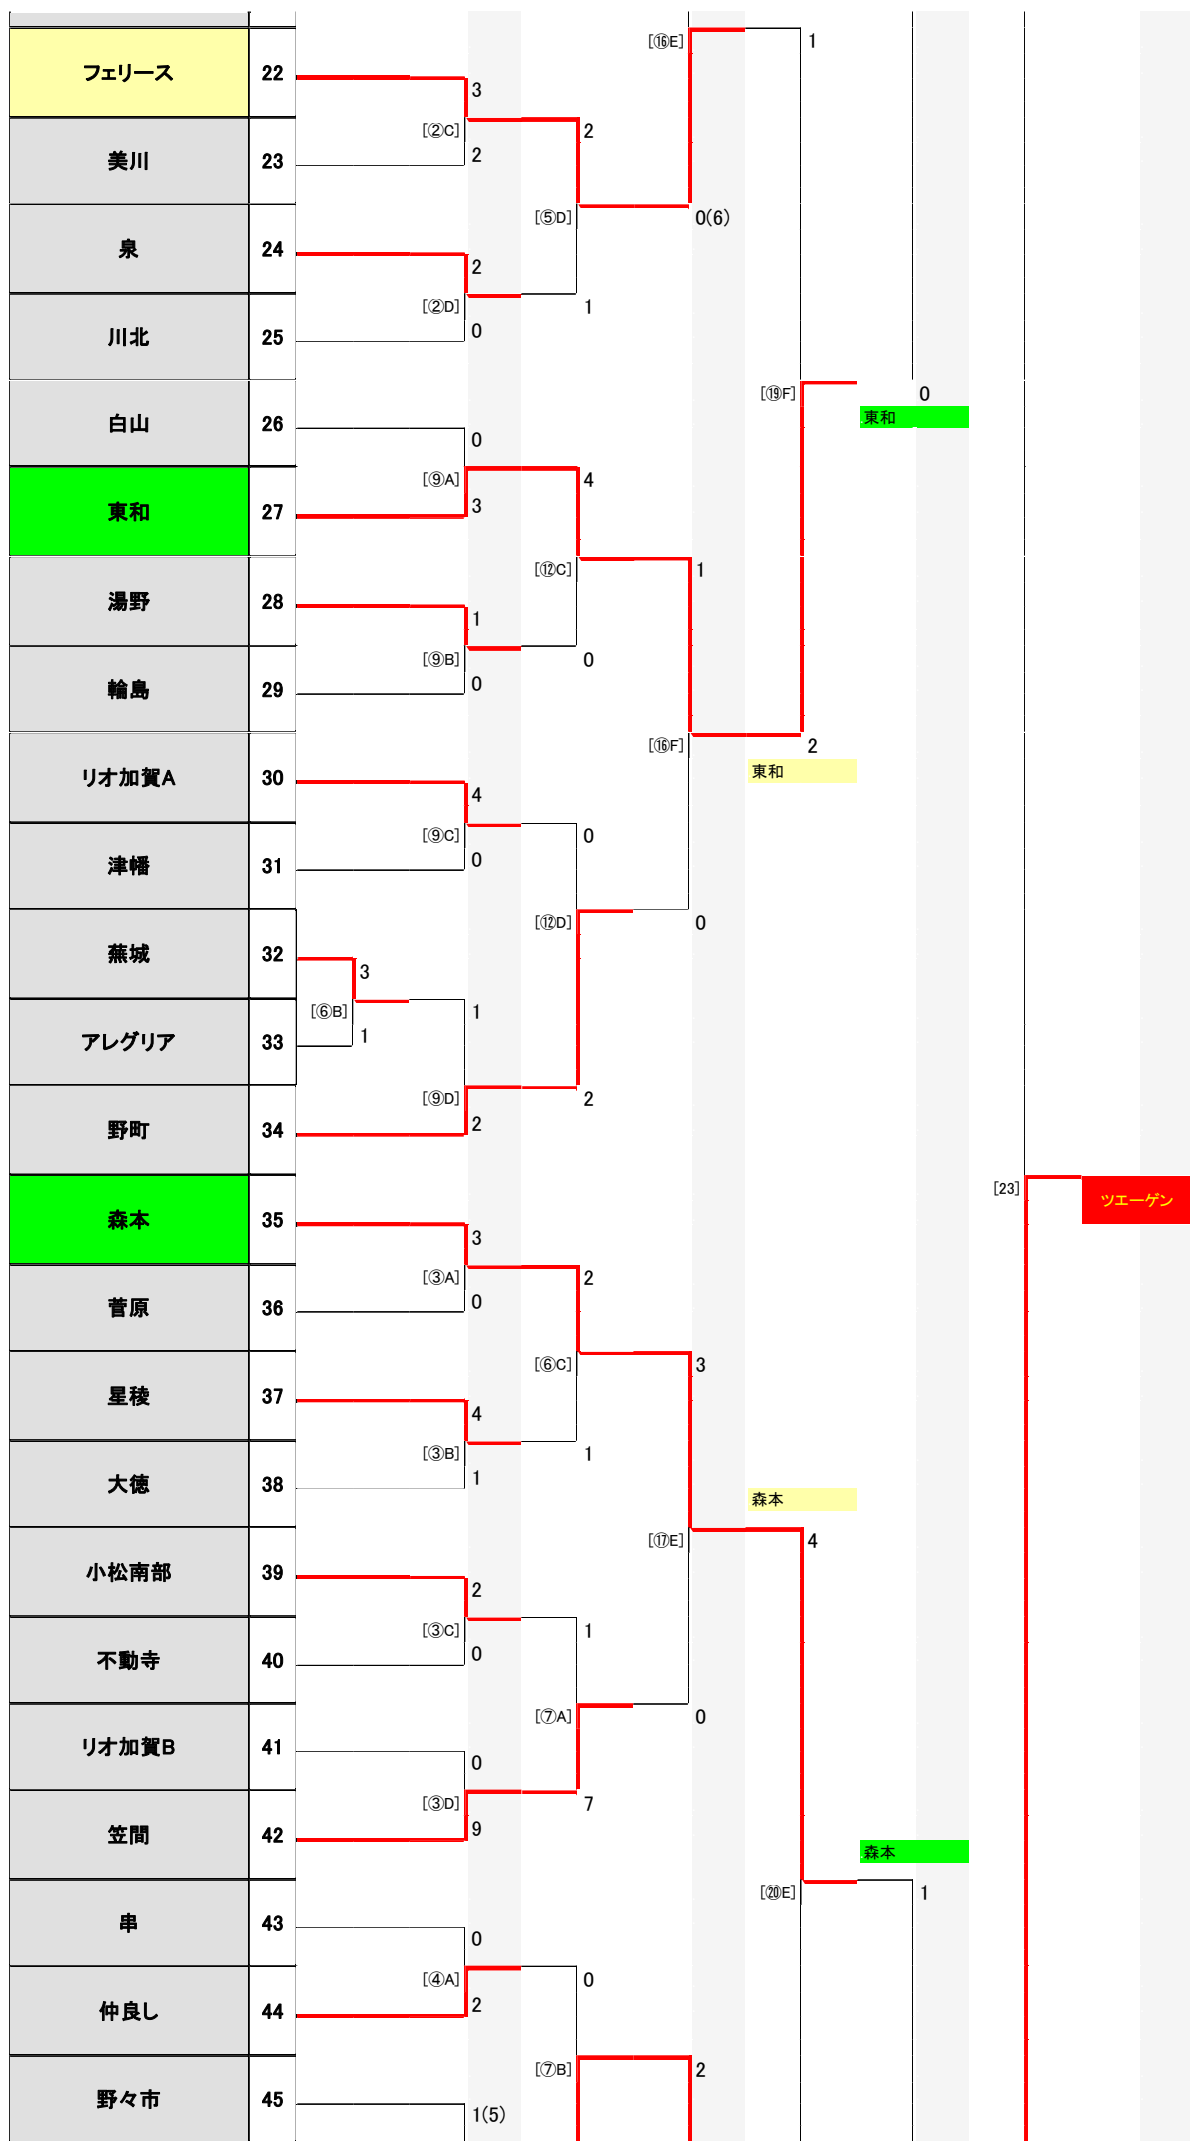 [⑯E]
1
フェリース 22
3
[②C]
2
美川 23
2
[⑤D]
0(6)
泉 24
2
[②D]
1
川北 25
0
[⑲F]
0
東和
白山 26
0
[⑨A]
4
東和 27
3
[⑫C]
1
湯野 28
1
[⑨B]
0
輪島 29
0
[⑯F]
2
東和
リオ加賀A 30
4
[⑨C]
0
津幡 31
0
[⑫D]
0
蕪城 32
3
[⑥B]
1
アレグリア 33
1
[⑨D]
2
野町 34
2
[23]
ツエーゲン
森本 35
3
[③A]
2
菅原 36
0
[⑥C]
3
星稜 37
4
[③B]
1
大徳 38
1
森本
[⑰E]
4
小松南部 39
2
[③C]
1
不動寺 40
0
[⑦A]
0
リオ加賀B 41
0
[③D]
7
笠間 42
9
森本
[⑳E]
1
串 43
0
[④A]
0
仲良し 44
2
[⑦B]
2
野々市 45
1(5)